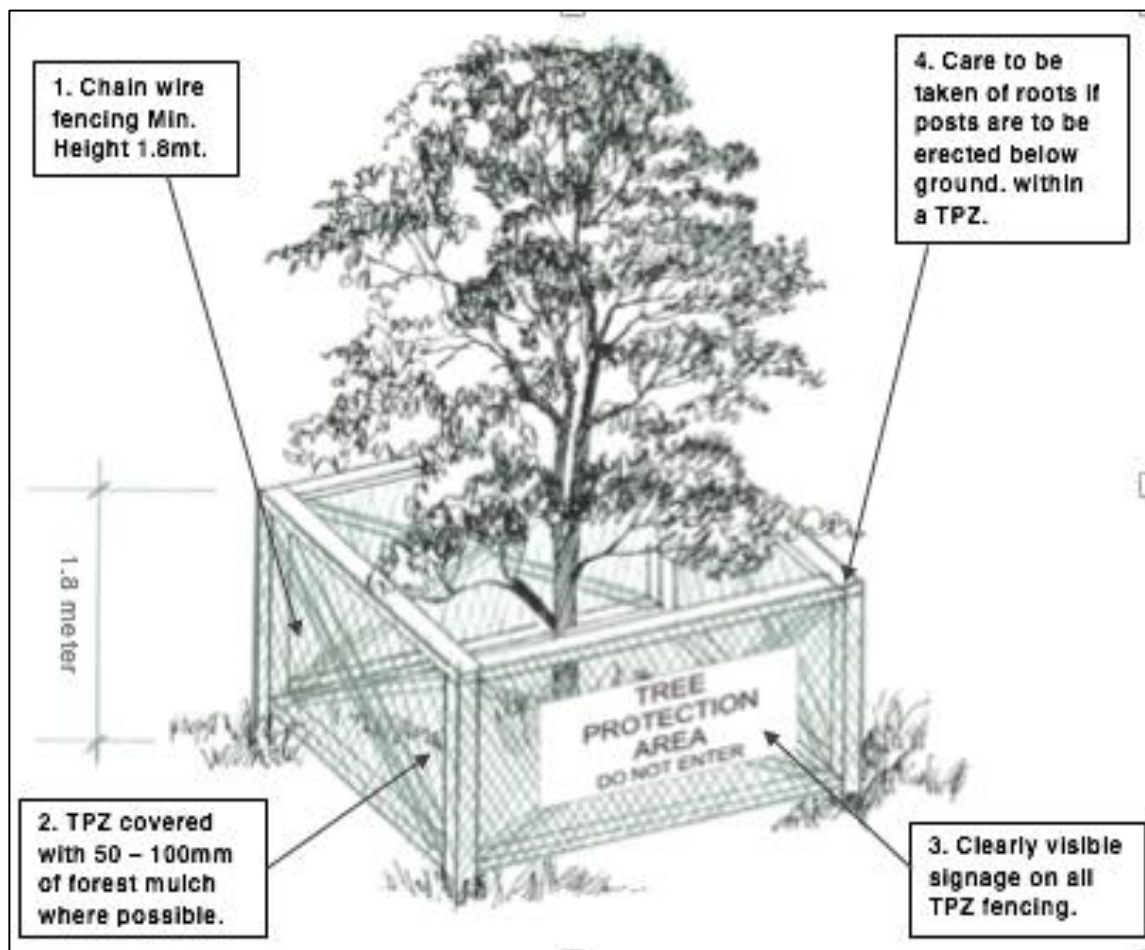 1. Chain wire
fencing Min.
Height 1.8mt.
4. Care to be
taken of roots if
posts are to be
erected below
ground. within
a TPZ.
1.8 meter
TREE
PROTECTION
AREA
DO NOT ENTER
2. TPZ covered
with 50 – 100mm
of forest mulch
where possible.
3. Clearly visible
signage on all
TPZ fencing.